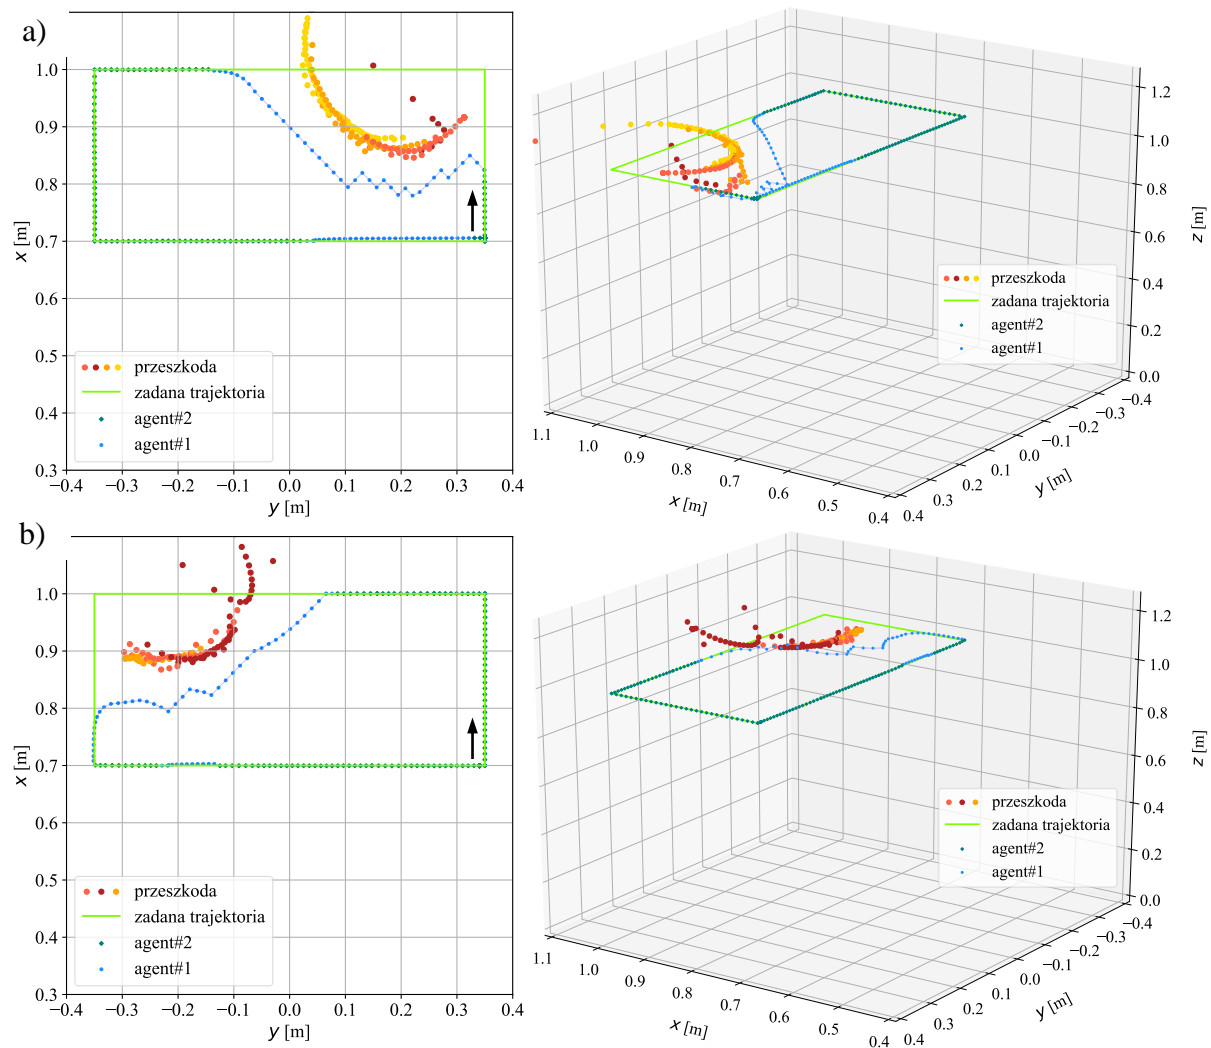 a)
1.0
0.9
0.8
0.7
0.6
0.5
0.4
0.3
x [m]
−0.4 −0.3 −0.2 −0.1 0.0 0.1 0.2 0.3 0.4
y [m]
przeszkoda
zadana trajektoria
agent#2
agent#1
1.2
1.0
0.8
0.6
0.4
0.2
0.0
z [m]
przeszkoda
zadana trajektoria
agent#2
agent#1
1.1 1.0 0.9 0.8 0.7 0.6 0.5 0.4
x [m]
0.4 0.3 0.2 0.1 0.0 −0.1 −0.2 −0.3 −0.4
y [m]
b)
1.0
0.9
0.8
0.7
0.6
0.5
0.4
0.3
x [m]
−0.4 −0.3 −0.2 −0.1 0.0 0.1 0.2 0.3 0.4
y [m]
przeszkoda
zadana trajektoria
agent#2
agent#1
1.2
1.0
0.8
0.6
0.4
0.2
0.0
z [m]
przeszkoda
zadana trajektoria
agent#2
agent#1
1.1 1.0 0.9 0.8 0.7 0.6 0.5 0.4
x [m]
0.4 0.3 0.2 0.1 0.0 −0.1 −0.2 −0.3 −0.4
y [m]